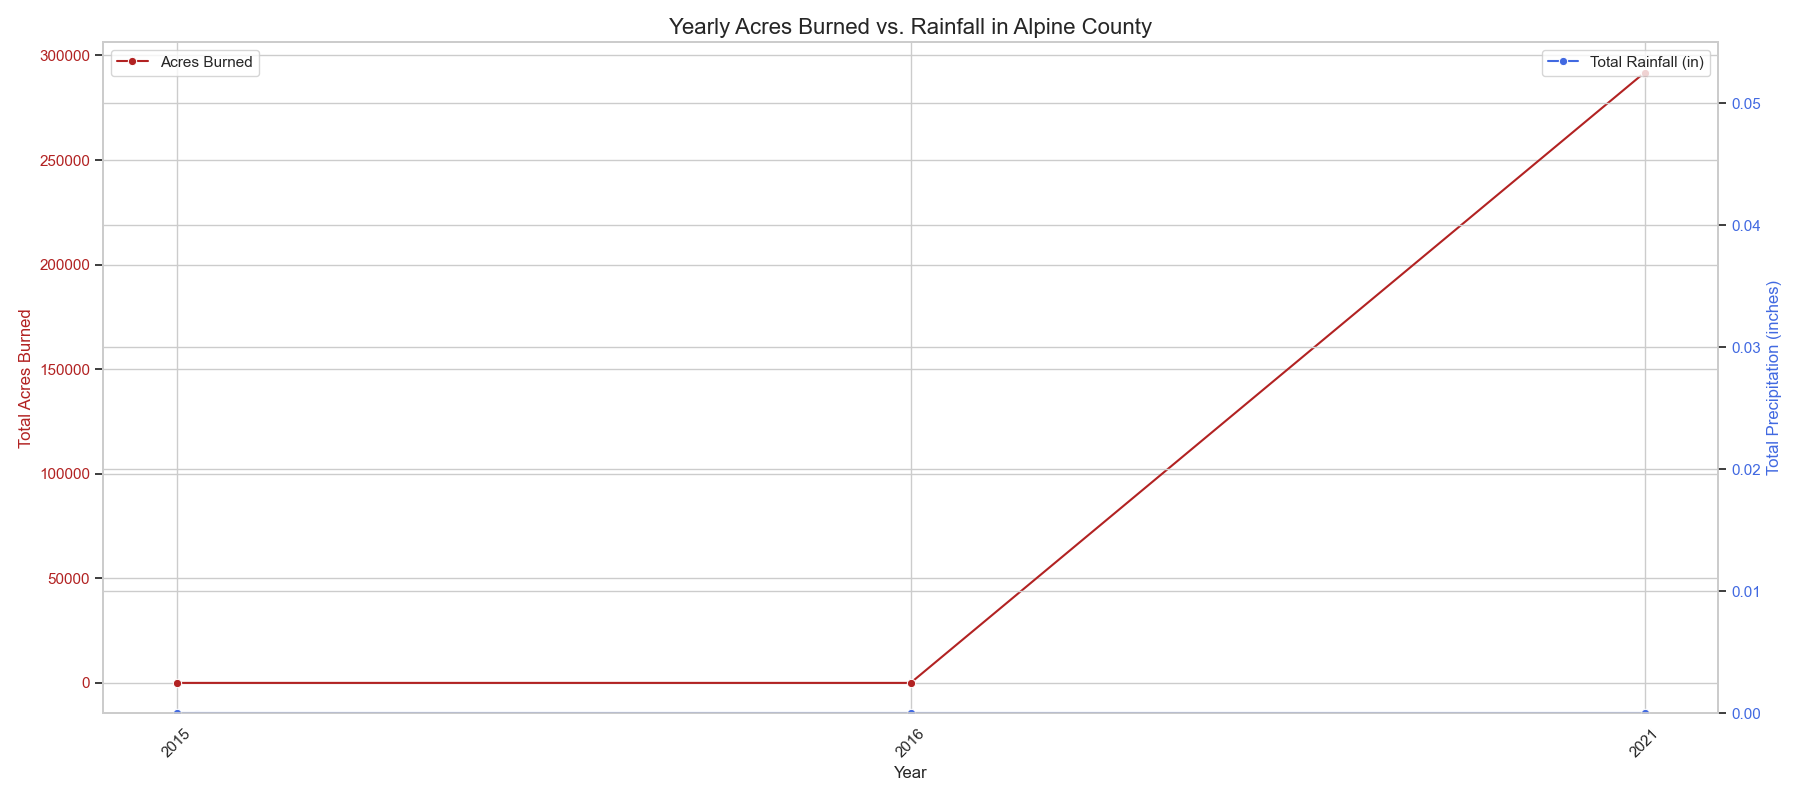 Yearly Acres Burned vs. Rainfall in Alpine County
Acres Burned
Total Rainfall (in)
Total Acres Burned
300000
250000
200000
150000
100000
50000
0
Total Precipitation (inches)
0.05
0.04
0.03
0.02
0.01
0.00
2015
2016
2021
Year